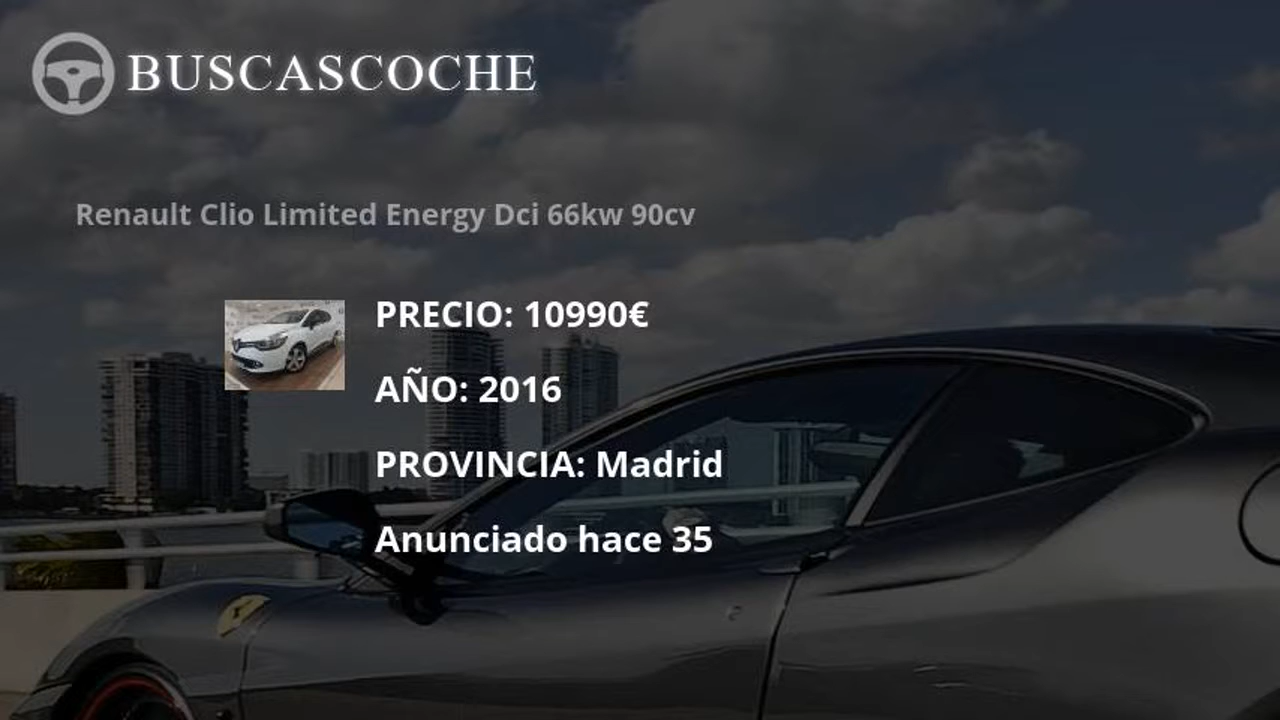 BUSCASCOCHE
Renault Clio Limited Energy Dci 66kw 90cv
PRECIO: 10990€
AÑO: 2016
PROVINCIA: Madrid
Anunciado hace 35